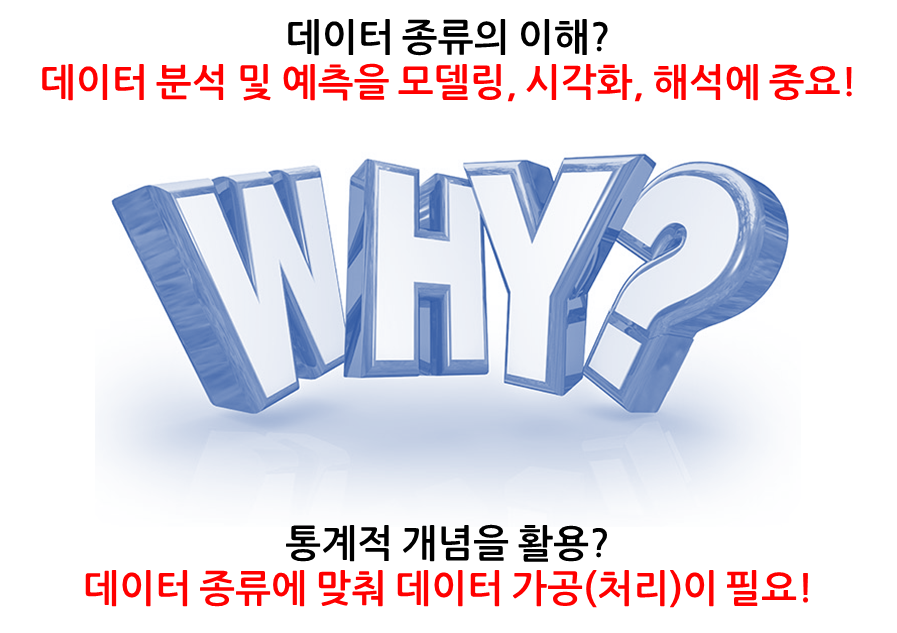 데이터 종류의 이해?
데이터 분석 및 예측을 모델링, 시각화, 해석에 중요!
WHY?
통계적 개념을 활용?
데이터 종류에 맞춰 데이터 가공(처리)이 필요!